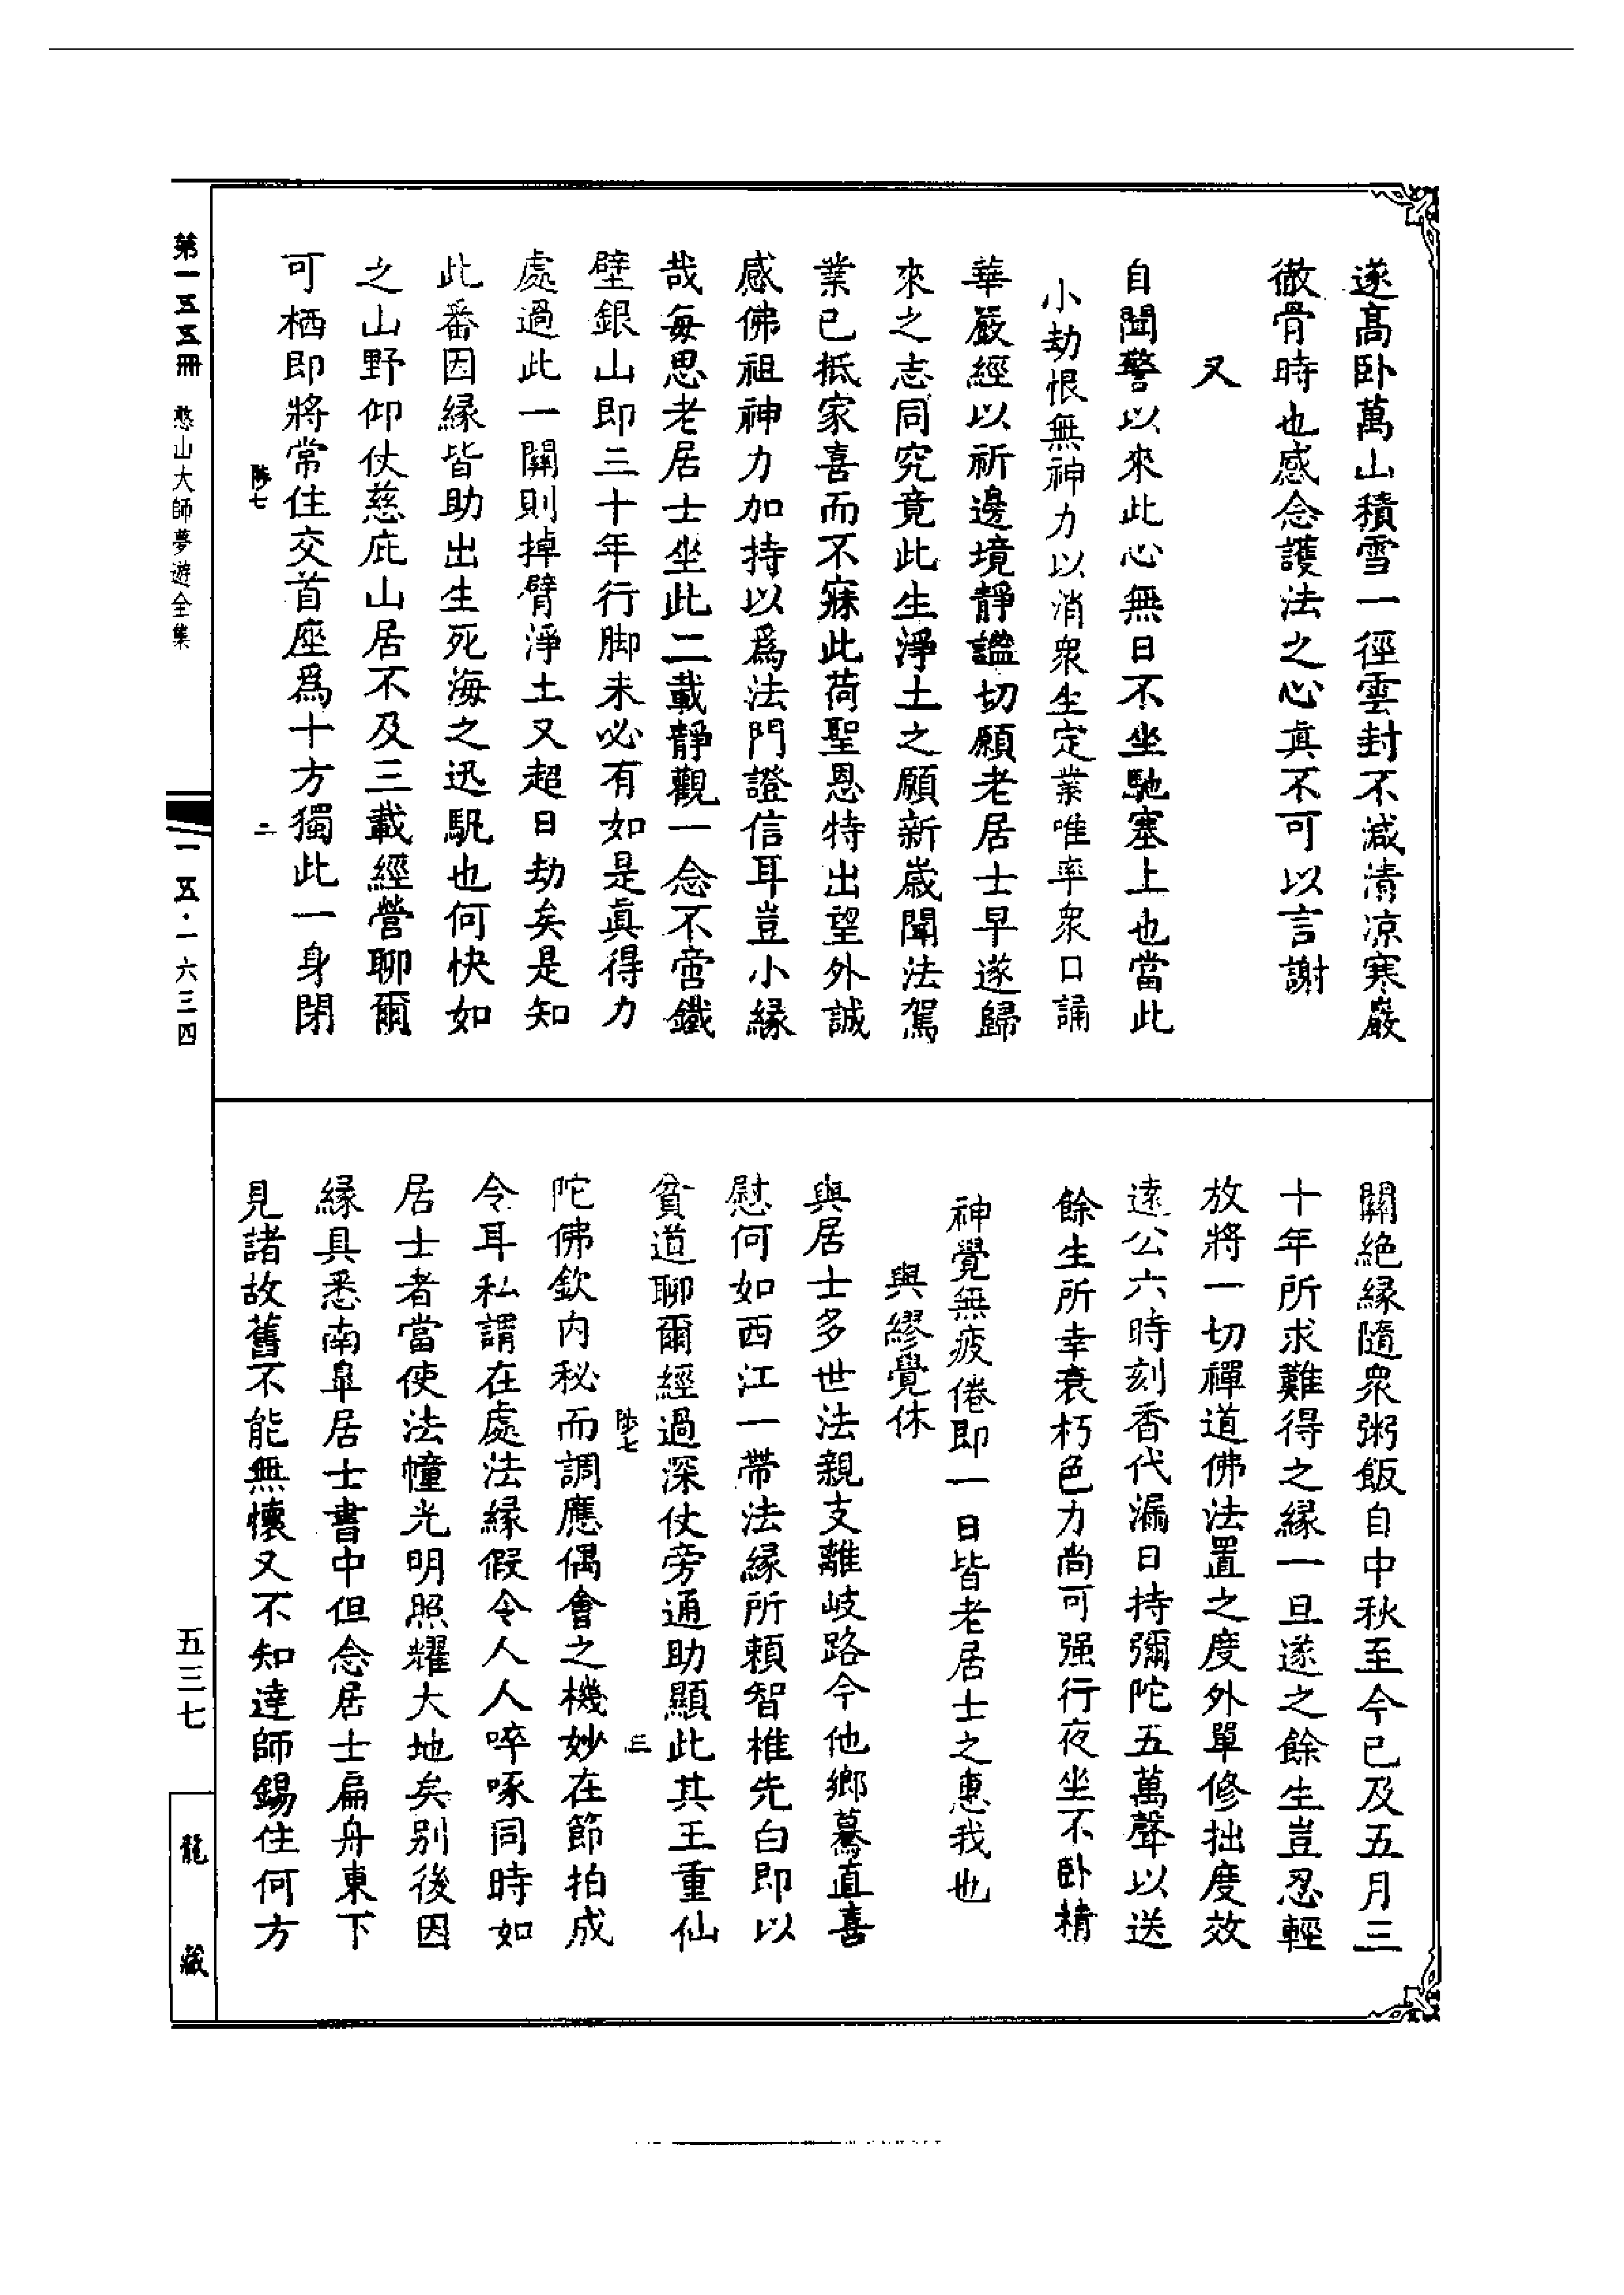 遂高卧萬山積雪一徑雲封不減清凉寒巖
徹骨時也感念護法之心真不可以言謝
又
自聞警以來此心無日不坐馳塞上也當此
小劫恨無神力以消衆生定業唯率衆口誦
華嚴經以祈邊境靜謐切願老居士早遂歸
來之志同究竟此生淨土之願新歲聞法駕
業已抵家喜而不寐此荷聖恩特出望外誠
感佛祖神力加持以爲法門證信耳豈小緣
哉每思老居士坐此二載靜觀一念不啻鐵
壁銀山即三十年行脚未必有如是真得力
處過此一關則掉臂淨土又超日劫矣是知
此番因緣皆助出生死海之迅颿也何快如
之山野仰仗慈庇山居不及三載經營聊爾
可栖即將常住交首座爲十方獨此一身閉
陟七
二
關絶緣隨衆粥飯自中秋至今已及五月三
十年所求難得之緣一旦遂之餘生豈忍輕
放將一切禪道佛法置之度外單修拙度效
遠公六時刻香代漏日持彌陀五萬聲以送
餘生所幸衰朽色力尚可强行夜坐不卧精
神覺無疲倦即一日皆老居士之惠我也
與繆覺休
與居士多世法親支離岐路今他鄉驀直喜
慰何如西江一帶法緣所賴智椎先白即以
貧道聊爾經過深仗旁通助顯此其王重仙
陟七
三
陀佛欽内秘而調應偶會之機妙在節拍成
令耳私謂在處法緣假令人人啐啄同時如
居士者當使法幢光明照耀大地矣別後因
緣具悉南臯居士書中但念居士扁舟東下
見諸故舊不能無懷又不知達師錫住何方
第一五五冊 憨山大師夢遊全集
一五·一六三四
五三七
龍藏